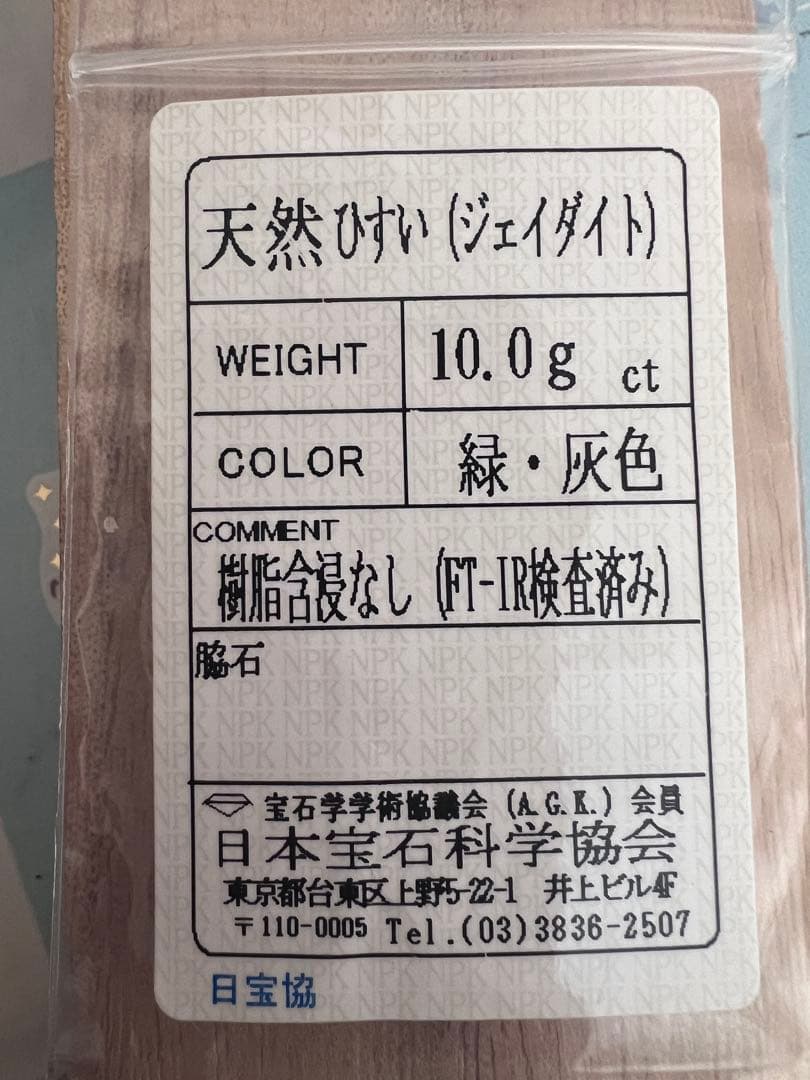 天然ひすい(ジェイダイト)
WEIGHT 10.0g ct
COLOR 緑・灰色
COMMENT
樹脂含浸なし(FT-IR検査済み)
脇石
宝石学学術協議会(A.G.K.)会員
日本宝石科学協会
東京都台東区上野5-22-1 井上ビル4F
〒110-0005 Tel.(03)3836-2507
日宝協